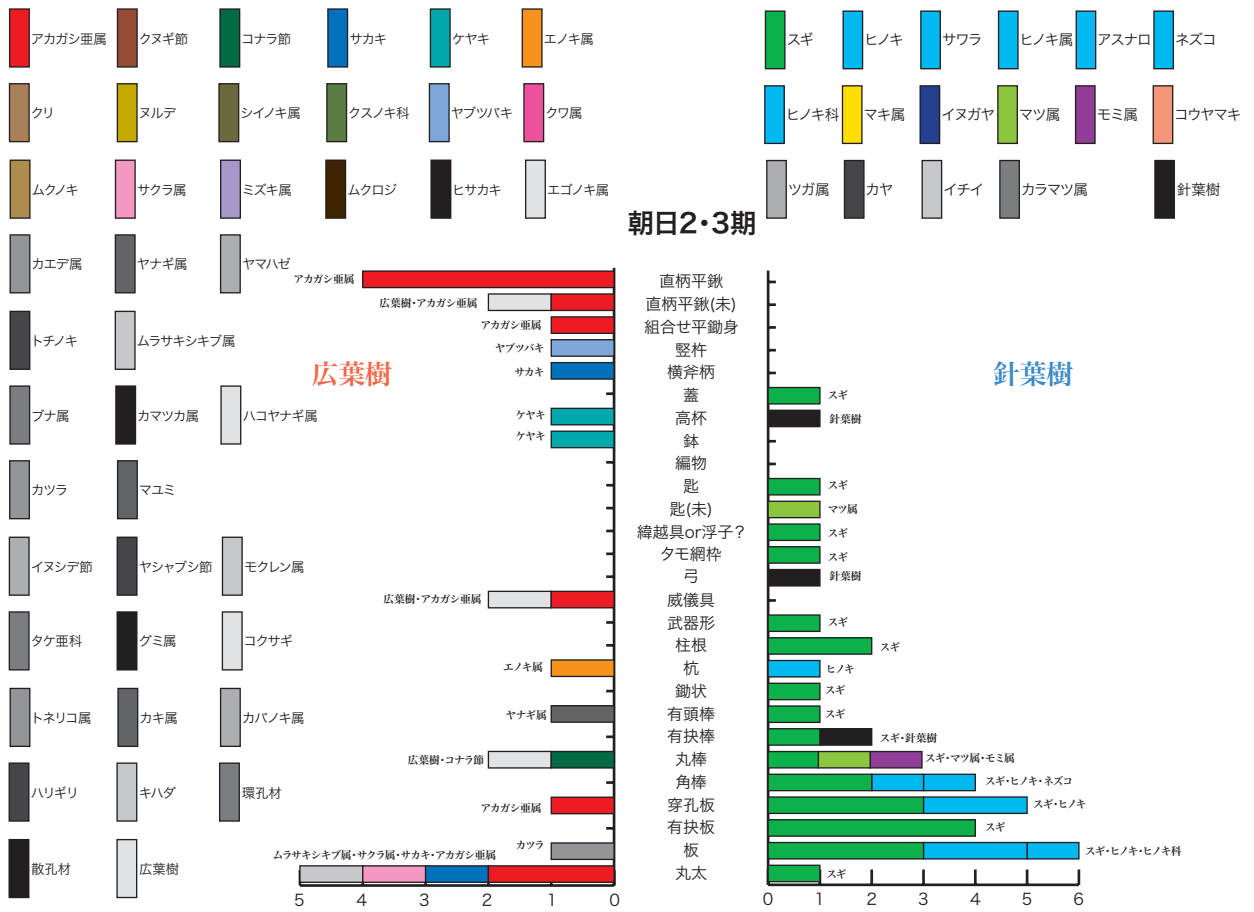 アカガシ亜属
クヌギ節
コナラ節
サカキ
ケヤキ
エノキ属
クリ
ヌルデ
シイノキ属
クスノキ科
ヤブツバキ
クワ属
ムクノキ
サクラ属
ミズキ属
ムクロジ
ヒサカキ
エゴノキ属
カエデ属
ヤナギ属
ヤマハゼ
トチノキ
ムラサキシキブ属
ブナ属
カマツカ属
ハコヤナギ属
カツラ
マユミ
イヌシデ節
ヤシャブシ節
モクレン属
タケ亜科
グミ属
コクサギ
トネリコ属
カキ属
カバノキ属
ハリギリ
キハダ
環孔材
散孔材
広葉樹
スギ
ヒノキ
サワラ
ヒノキ属
アスナロ
ネズコ
ヒノキ科
マキ属
イヌガヤ
マツ属
モミ属
コウヤマキ
ツガ属
カヤ
イチイ
カラマツ属
針葉樹
朝日2・3期
広葉樹
針葉樹
アカガシ亜属
直柄平鍬
広葉樹・アカガシ亜属
直柄平鍬(未)
アカガシ亜属
組合せ平鋤身
ヤブツバキ
竪杵
サカキ
横斧柄
蓋
スギ
ケヤキ
高杯
針葉樹
ケヤキ
鉢
編物
匙
スギ
匙(未)
マツ属
緯越具or浮子？
スギ
タモ網枠
スギ
弓
針葉樹
広葉樹・アカガシ亜属
威儀具
武器形
スギ
柱根
スギ
エノキ属
杭
ヒノキ
鋤状
スギ
ヤナギ属
有頭棒
スギ
有抉棒
スギ・針葉樹
広葉樹・コナラ節
丸棒
スギ・マツ属・モミ属
角棒
スギ・ヒノキ・ネズコ
アカガシ亜属
穿孔板
スギ・ヒノキ
有抉板
スギ
カツラ
板
スギ・ヒノキ・ヒノキ科
ムラサキシキブ属・サクラ属・サカキ・アカガシ亜属
丸太
スギ
5 4 3 2 1 0
0 1 2 3 4 5 6